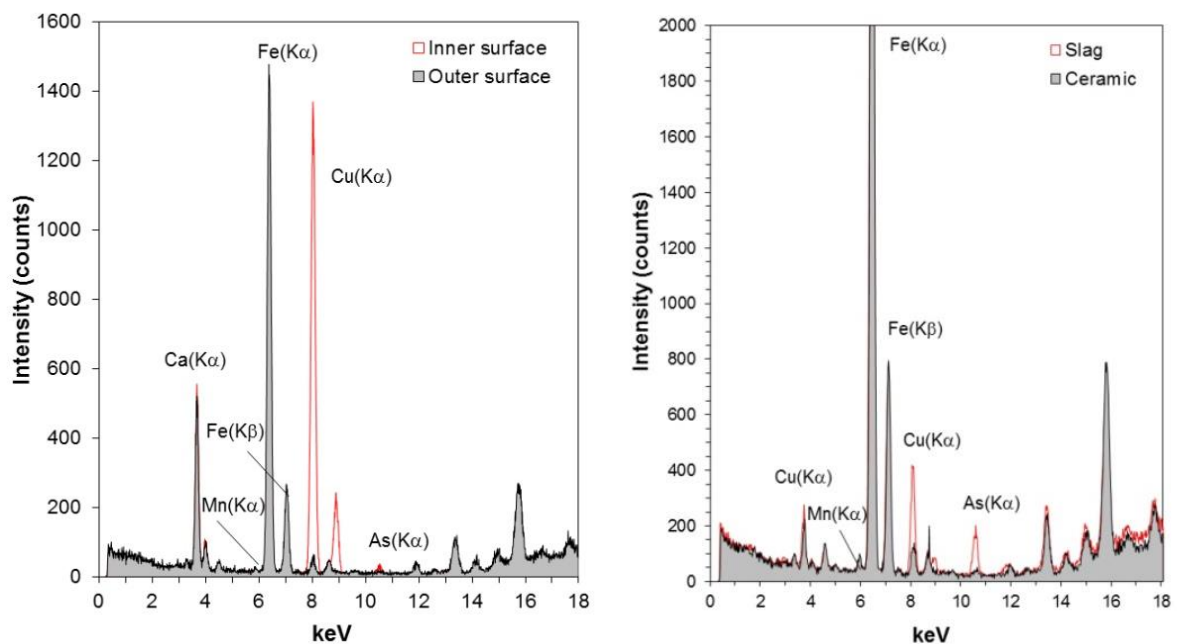 1600
1400
1200
1000
800
600
400
200
0
Intensity (counts)
Fe(Kα)
Inner surface
Outer surface
Cu(Kα)
Ca(Kα)
Fe(Kβ)
Mn(Kα)
As(Kα)
0 2 4 6 8 10 12 14 16 18
keV
2000
1800
1600
1400
1200
1000
800
600
400
200
0
Intensity (counts)
Fe(Kα)
Slag
Ceramic
Fe(Kβ)
Cu(Kα)
Cu(Kα)
Mn(Kα)
As(Kα)
0 2 4 6 8 10 12 14 16 18
keV